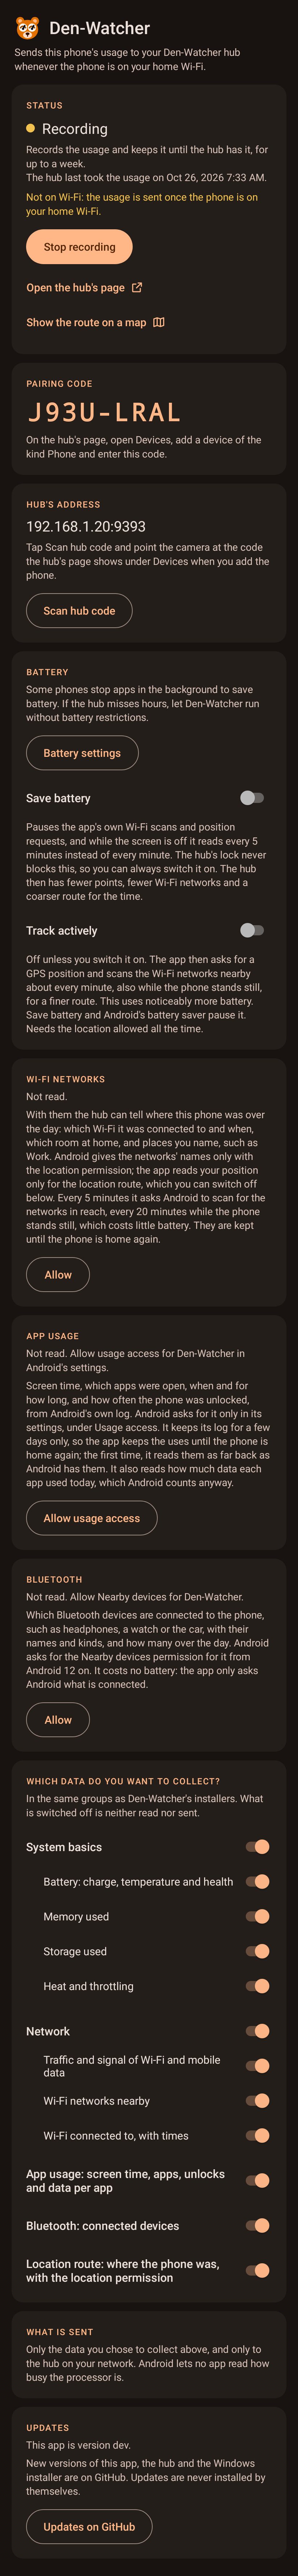 Den-Watcher
Sends this phone's usage to your Den-Watcher hub
whenever the phone is on your home Wi-Fi.
STATUS
Recording
Records the usage and keeps it until the hub has it, for
up to a week.
The hub last took the usage on Oct 26, 2026 7:33 AM.
Not on Wi-Fi: the usage is sent once the phone is on
your home Wi-Fi.
Stop recording
Open the hub's page
Show the route on a map
PAIRING CODE
J93U-LRAL
On the hub's page, open Devices, add a device of the
kind Phone and enter this code.
HUB'S ADDRESS
192.168.1.20:9393
Tap Scan hub code and point the camera at the code
the hub's page shows under Devices when you add the
phone.
Scan hub code
BATTERY
Some phones stop apps in the background to save
battery. If the hub misses hours, let Den-Watcher run
without battery restrictions.
Battery settings
Save battery
Pauses the app's own Wi-Fi scans and position
requests, and while the screen is off it reads every 5
minutes instead of every minute. The hub's lock never
blocks this, so you can always switch it on. The hub
then has fewer points, fewer Wi-Fi networks and a
coarser route for the time.
Track actively
Off unless you switch it on. The app then asks for a
GPS position and scans the Wi-Fi networks nearby
about every minute, also while the phone stands still,
for a finer route. This uses noticeably more battery.
Save battery and Android's battery saver pause it.
Needs the location allowed all the time.
WI-FI NETWORKS
Not read.
With them the hub can tell where this phone was over
the day: which Wi-Fi it was connected to and when,
which room at home, and places you name, such as
Work. Android gives the networks' names only with
the location permission; the app reads your position
only for the location route, which you can switch off
below. Every 5 minutes it asks Android to scan for the
networks in reach, every 20 minutes while the phone
stands still, which costs little battery. They are kept
until the phone is home again.
Allow
APP USAGE
Not read. Allow usage access for Den-Watcher in
Android's settings.
Screen time, which apps were open, when and for
how long, and how often the phone was unlocked,
from Android's own log. Android asks for it only in its
settings, under Usage access. It keeps its log for a few
days only, so the app keeps the uses until the phone is
home again; the first time, it reads them as far back as
Android has them. It also reads how much data each
app used today, which Android counts anyway.
Allow usage access
BLUETOOTH
Not read. Allow Nearby devices for Den-Watcher.
Which Bluetooth devices are connected to the phone,
such as headphones, a watch or the car, with their
names and kinds, and how many over the day. Android
asks for the Nearby devices permission for it from
Android 12 on. It costs no battery: the app only asks
Android what is connected.
Allow
WHICH DATA DO YOU WANT TO COLLECT?
In the same groups as Den-Watcher's installers. What
is switched off is neither read nor sent.
System basics
Battery: charge, temperature and health
Memory used
Storage used
Heat and throttling
Network
Traffic and signal of Wi-Fi and mobile
data
Wi-Fi networks nearby
Wi-Fi connected to, with times
App usage: screen time, apps, unlocks
and data per app
Bluetooth: connected devices
Location route: where the phone was,
with the location permission
WHAT IS SENT
Only the data you chose to collect above, and only to
the hub on your network. Android lets no app read how
busy the processor is.
UPDATES
This app is version dev.
New versions of this app, the hub and the Windows
installer are on GitHub. Updates are never installed by
themselves.
Updates on GitHub